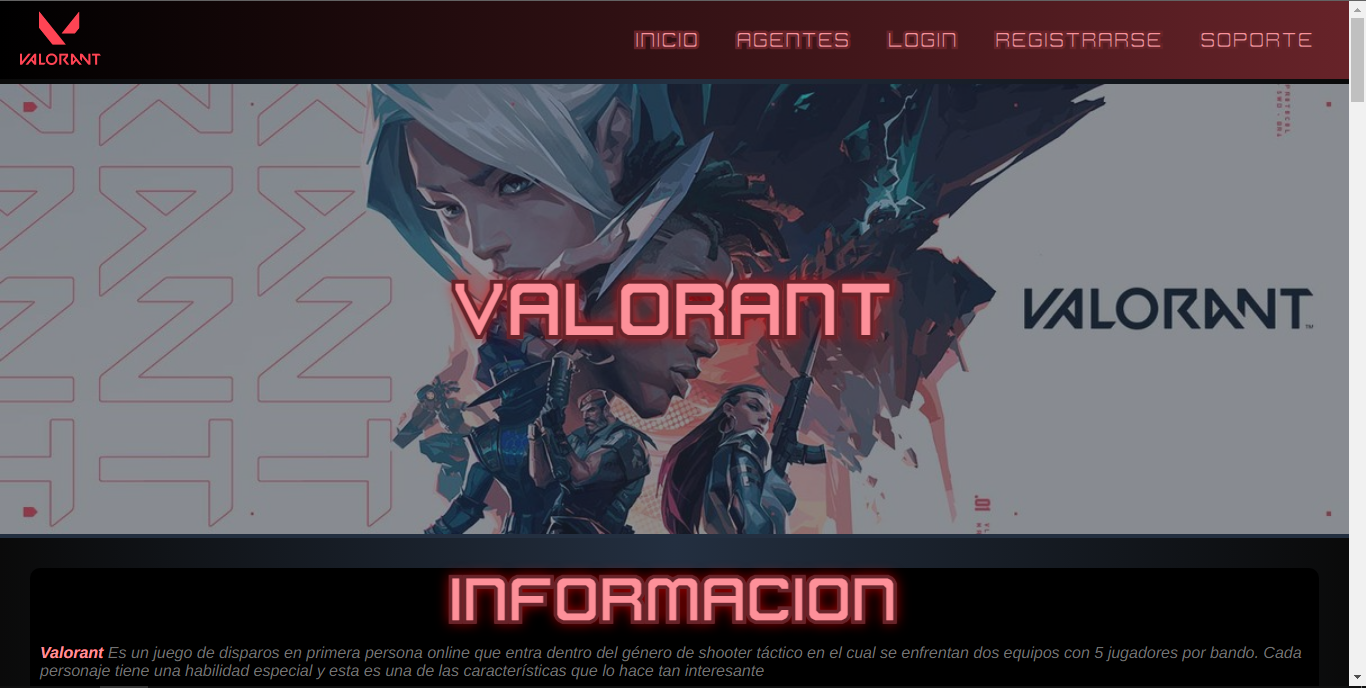 VALORANT
INICIO AGENTES LOGIN REGISTRARSE SOPORTE
VALORANT
VALORANT™
.01
INFORMACION
Valorant Es un juego de disparos en primera persona online que entra dentro del género de shooter táctico en el cual se enfrentan dos equipos con 5 jugadores por bando. Cada
personaje tiene una habilidad especial y esta es una de las características que lo hace tan interesante